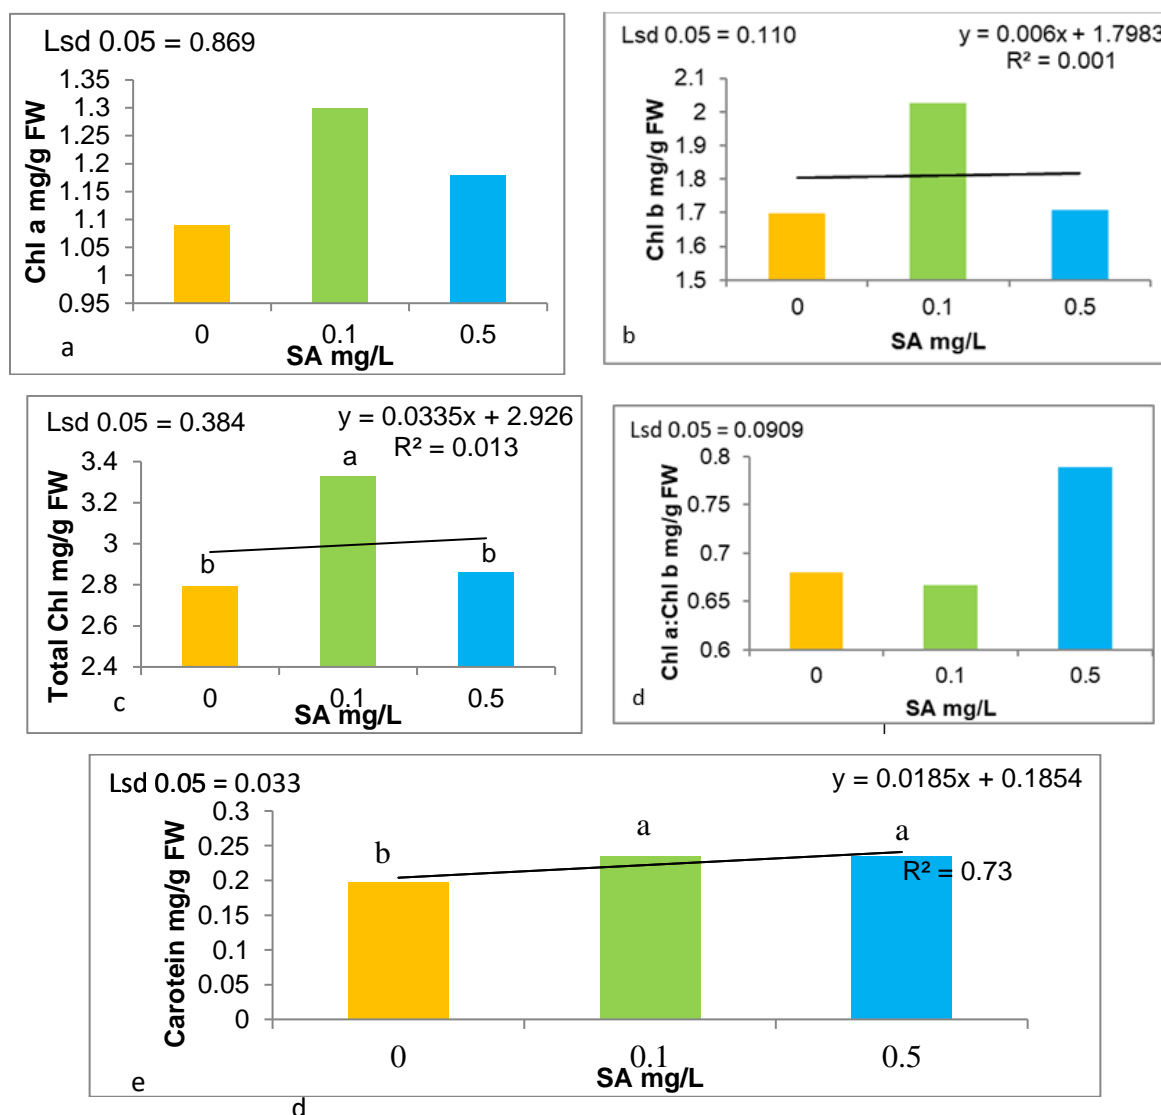 Lsd 0.05 = 0.869
Chl a mg/g FW
1.35
1.3
1.25
1.2
1.15
1.1
1.05
1
0.95
0 0.1 0.5
SA mg/L
a
Lsd 0.05 = 0.110
y = 0.006x + 1.7983
R² = 0.001
Chl b mg/g FW
2.1
2
1.9
1.8
1.7
1.6
1.5
0 0.1 0.5
SA mg/L
b
Lsd 0.05 = 0.384
y = 0.0335x + 2.926
R² = 0.013
Total Chl mg/g FW
3.4
3.2
3
2.8
2.6
2.4
b a b
0 0.1 0.5
SA mg/L
c
Lsd 0.05 = 0.0909
Chl a:Chl b mg/g FW
0.8
0.75
0.7
0.65
0.6
0 0.1 0.5
SA mg/L
d
Lsd 0.05 = 0.033
y = 0.0185x + 0.1854
R² = 0.73
Carotein mg/g FW
0.3
0.25
0.2
0.15
0.1
0.05
0
b a a
0 0.1 0.5
SA mg/L
e
d